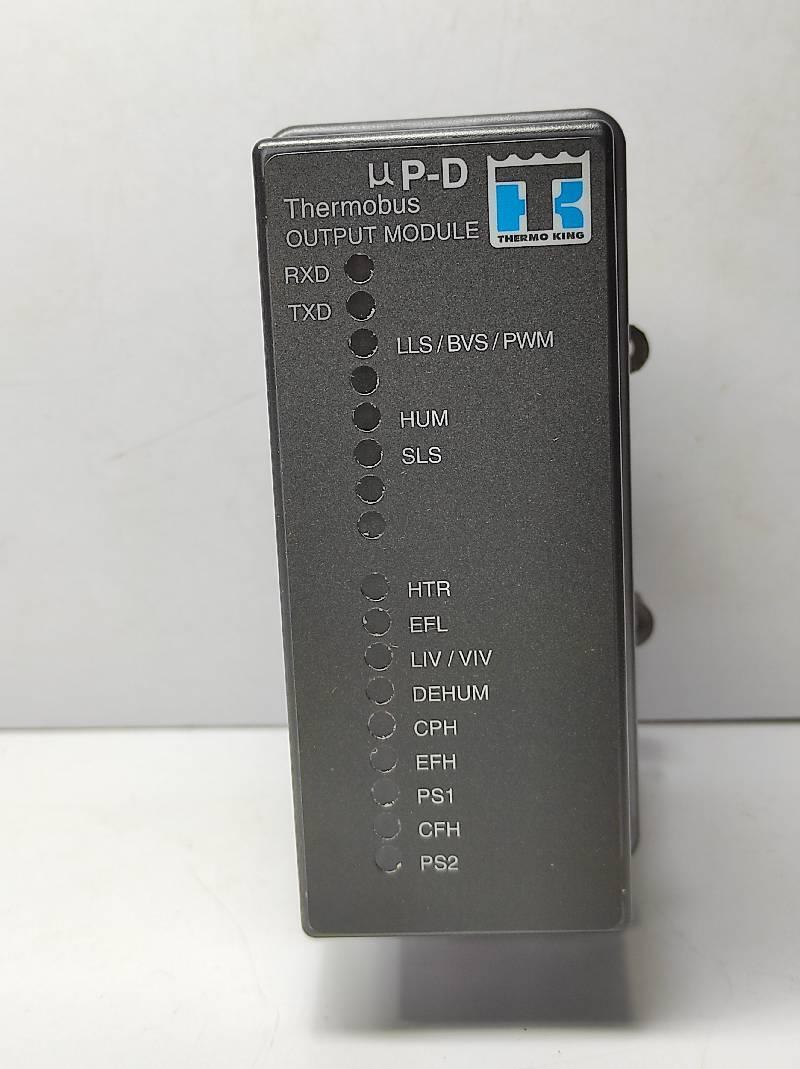 µP-D
Thermobus
OUTPUT MODULE
TK
THERMO KING
RXD
TXD
LLS / BVS / PWM
HUM
SLS
HTR
EFL
LIV / VIV
DEHUM
CPH
EFH
PS1
CFH
PS2